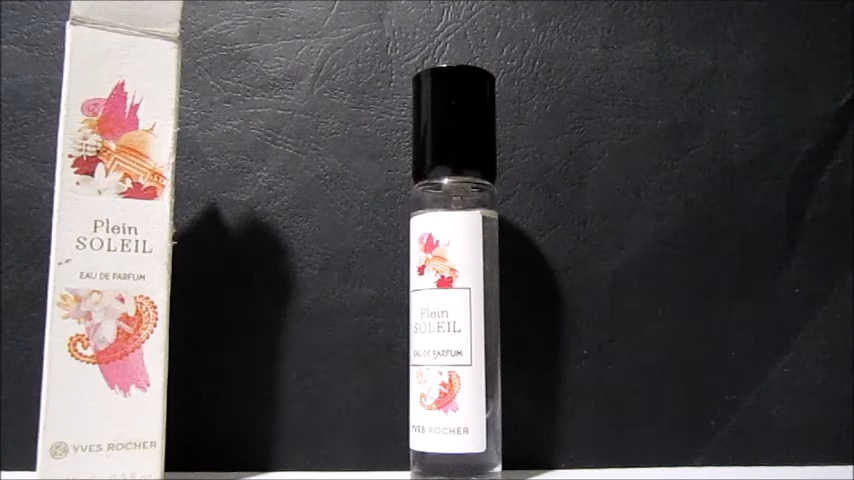 Plein
SOLEIL
EAU DE PARFUM
YVES ROCHER
Plein
SOLEIL
EAU DE PARFUM
YVES ROCHER